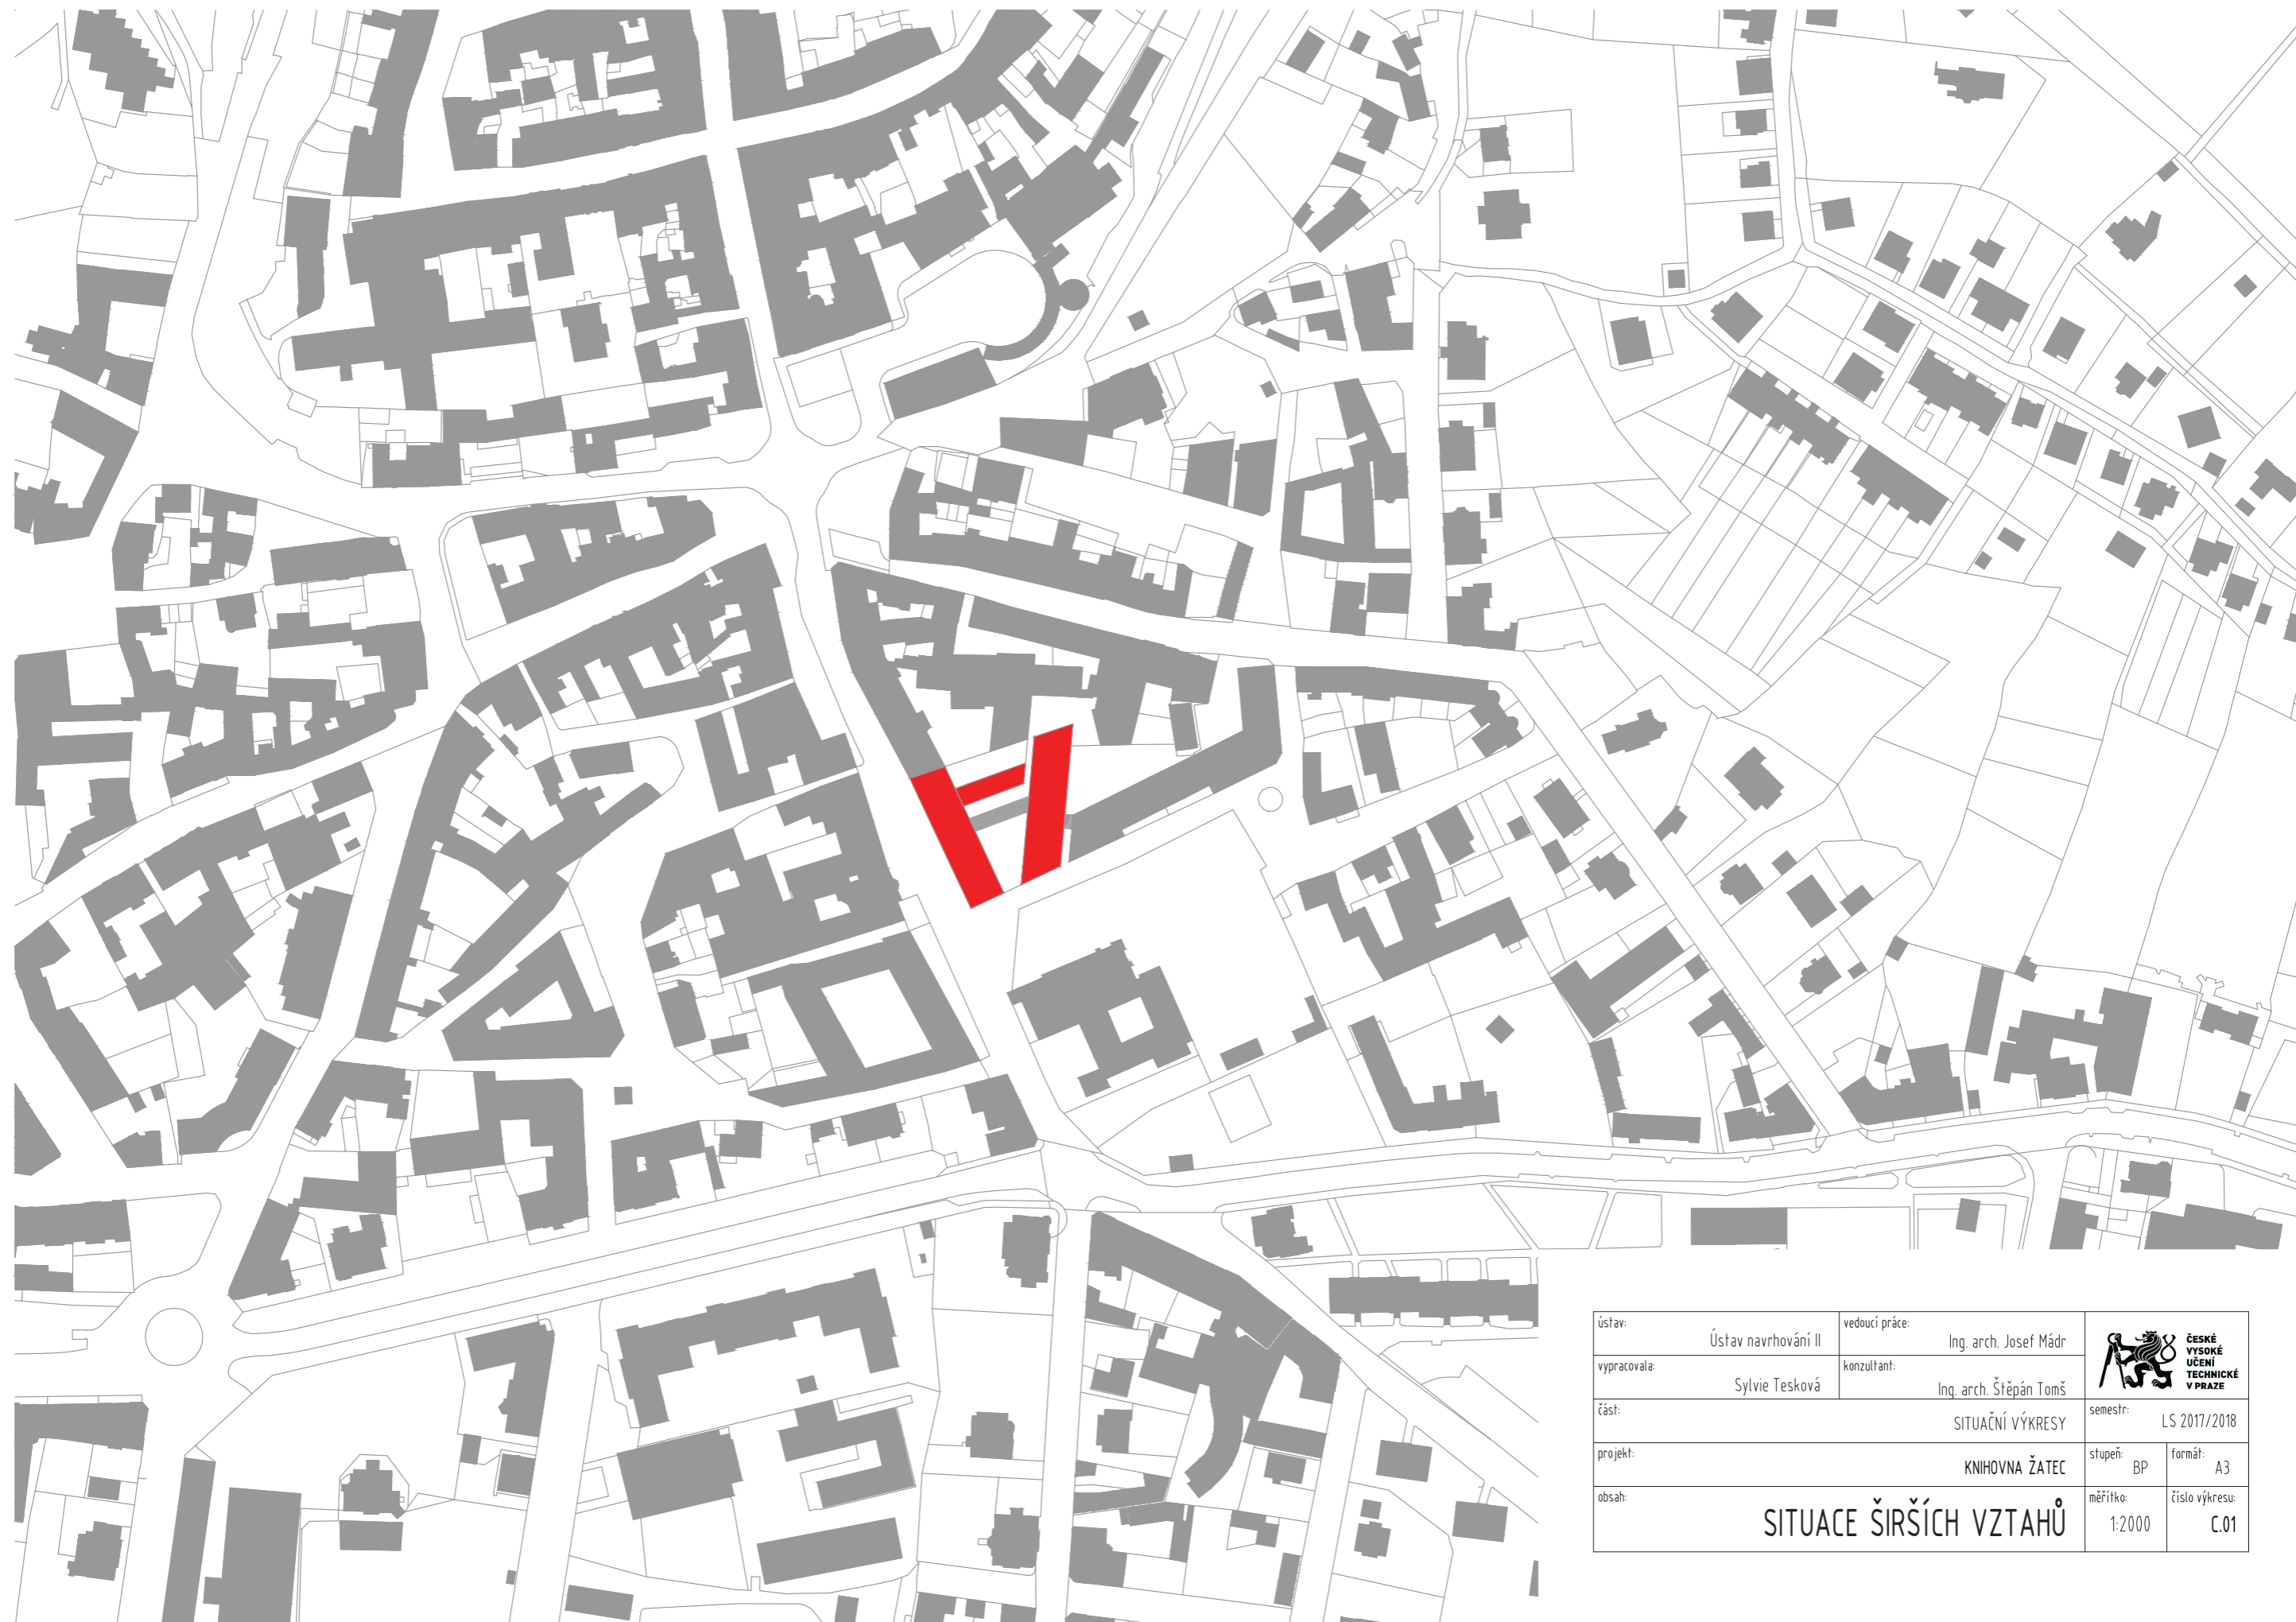 ústav:
Ústav navrhování II
vedoucí práce:
Ing. arch. Josef Mádr
ČESKÉ
VYSOKÉ
UČENÍ
TECHNICKÉ
V PRAZE
vypracovala:
Sylvie Tesková
konzultant:
Ing. arch. Štěpán Tomš
část:
SITUAČNÍ VÝKRESY
semestr:
LS 2017/2018
projekt:
KNIHOVNA ŽATEC
stupeň:
BP
formát:
A3
obsah:
SITUACE ŠIRŠÍCH VZTAHŮ
měřítko:
1:2000
číslo výkresu:
C.01